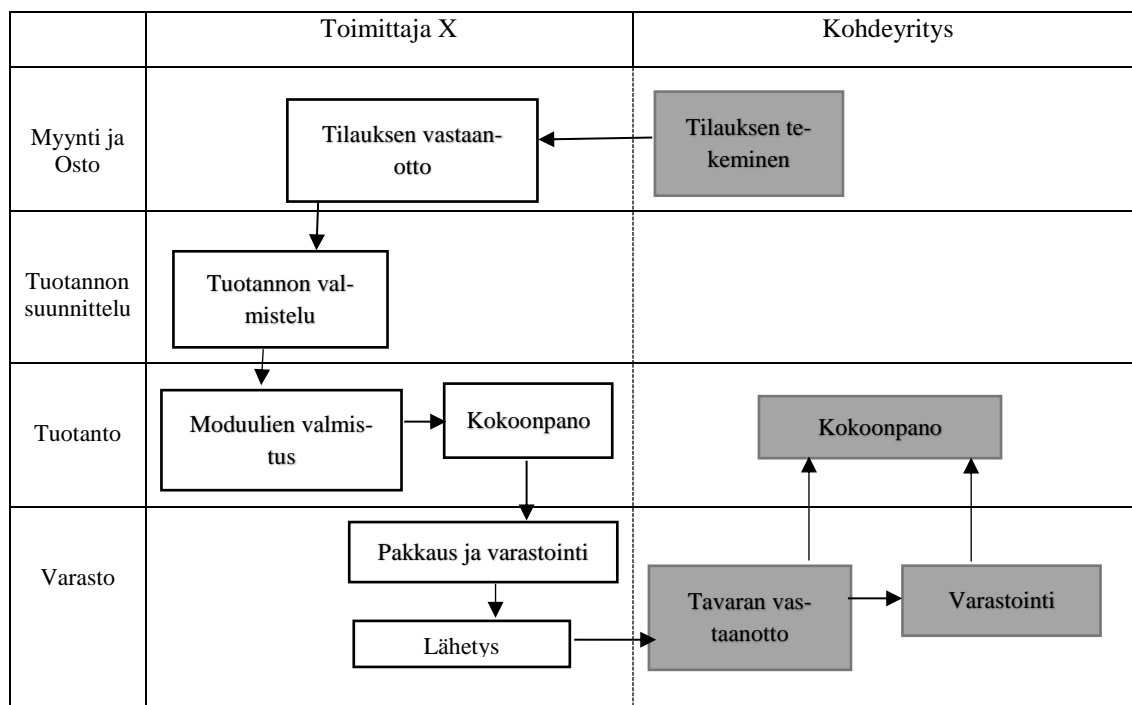 Toimittaja X
Kohdeyritys
Myynti ja
Osto
Tilauksen vastaan-
otto
Tilauksen te-
keminen
Tuotannon
suunnittelu
Tuotannon val-
mistelu
Tuotanto
Moduulien valmis-
tus
Kokoonpano
Kokoonpano
Varasto
Pakkaus ja varastointi
Lähetys
Tavaran vas-
taanotto
Varastointi